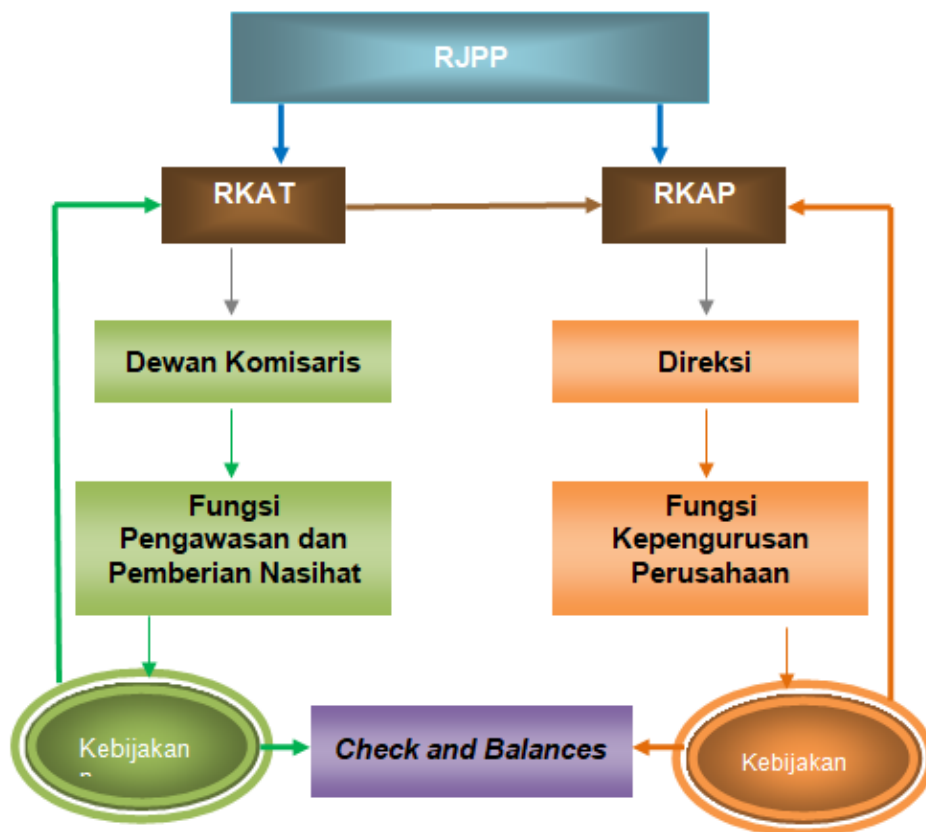 RJPP
RKAT
RKAP
Dewan Komisaris
Direksi
Fungsi
Pengawasan dan
Pemberian Nasihat
Fungsi
Kepengurusan
Perusahaan
Kebijakan
Check and Balances
Kebijakan